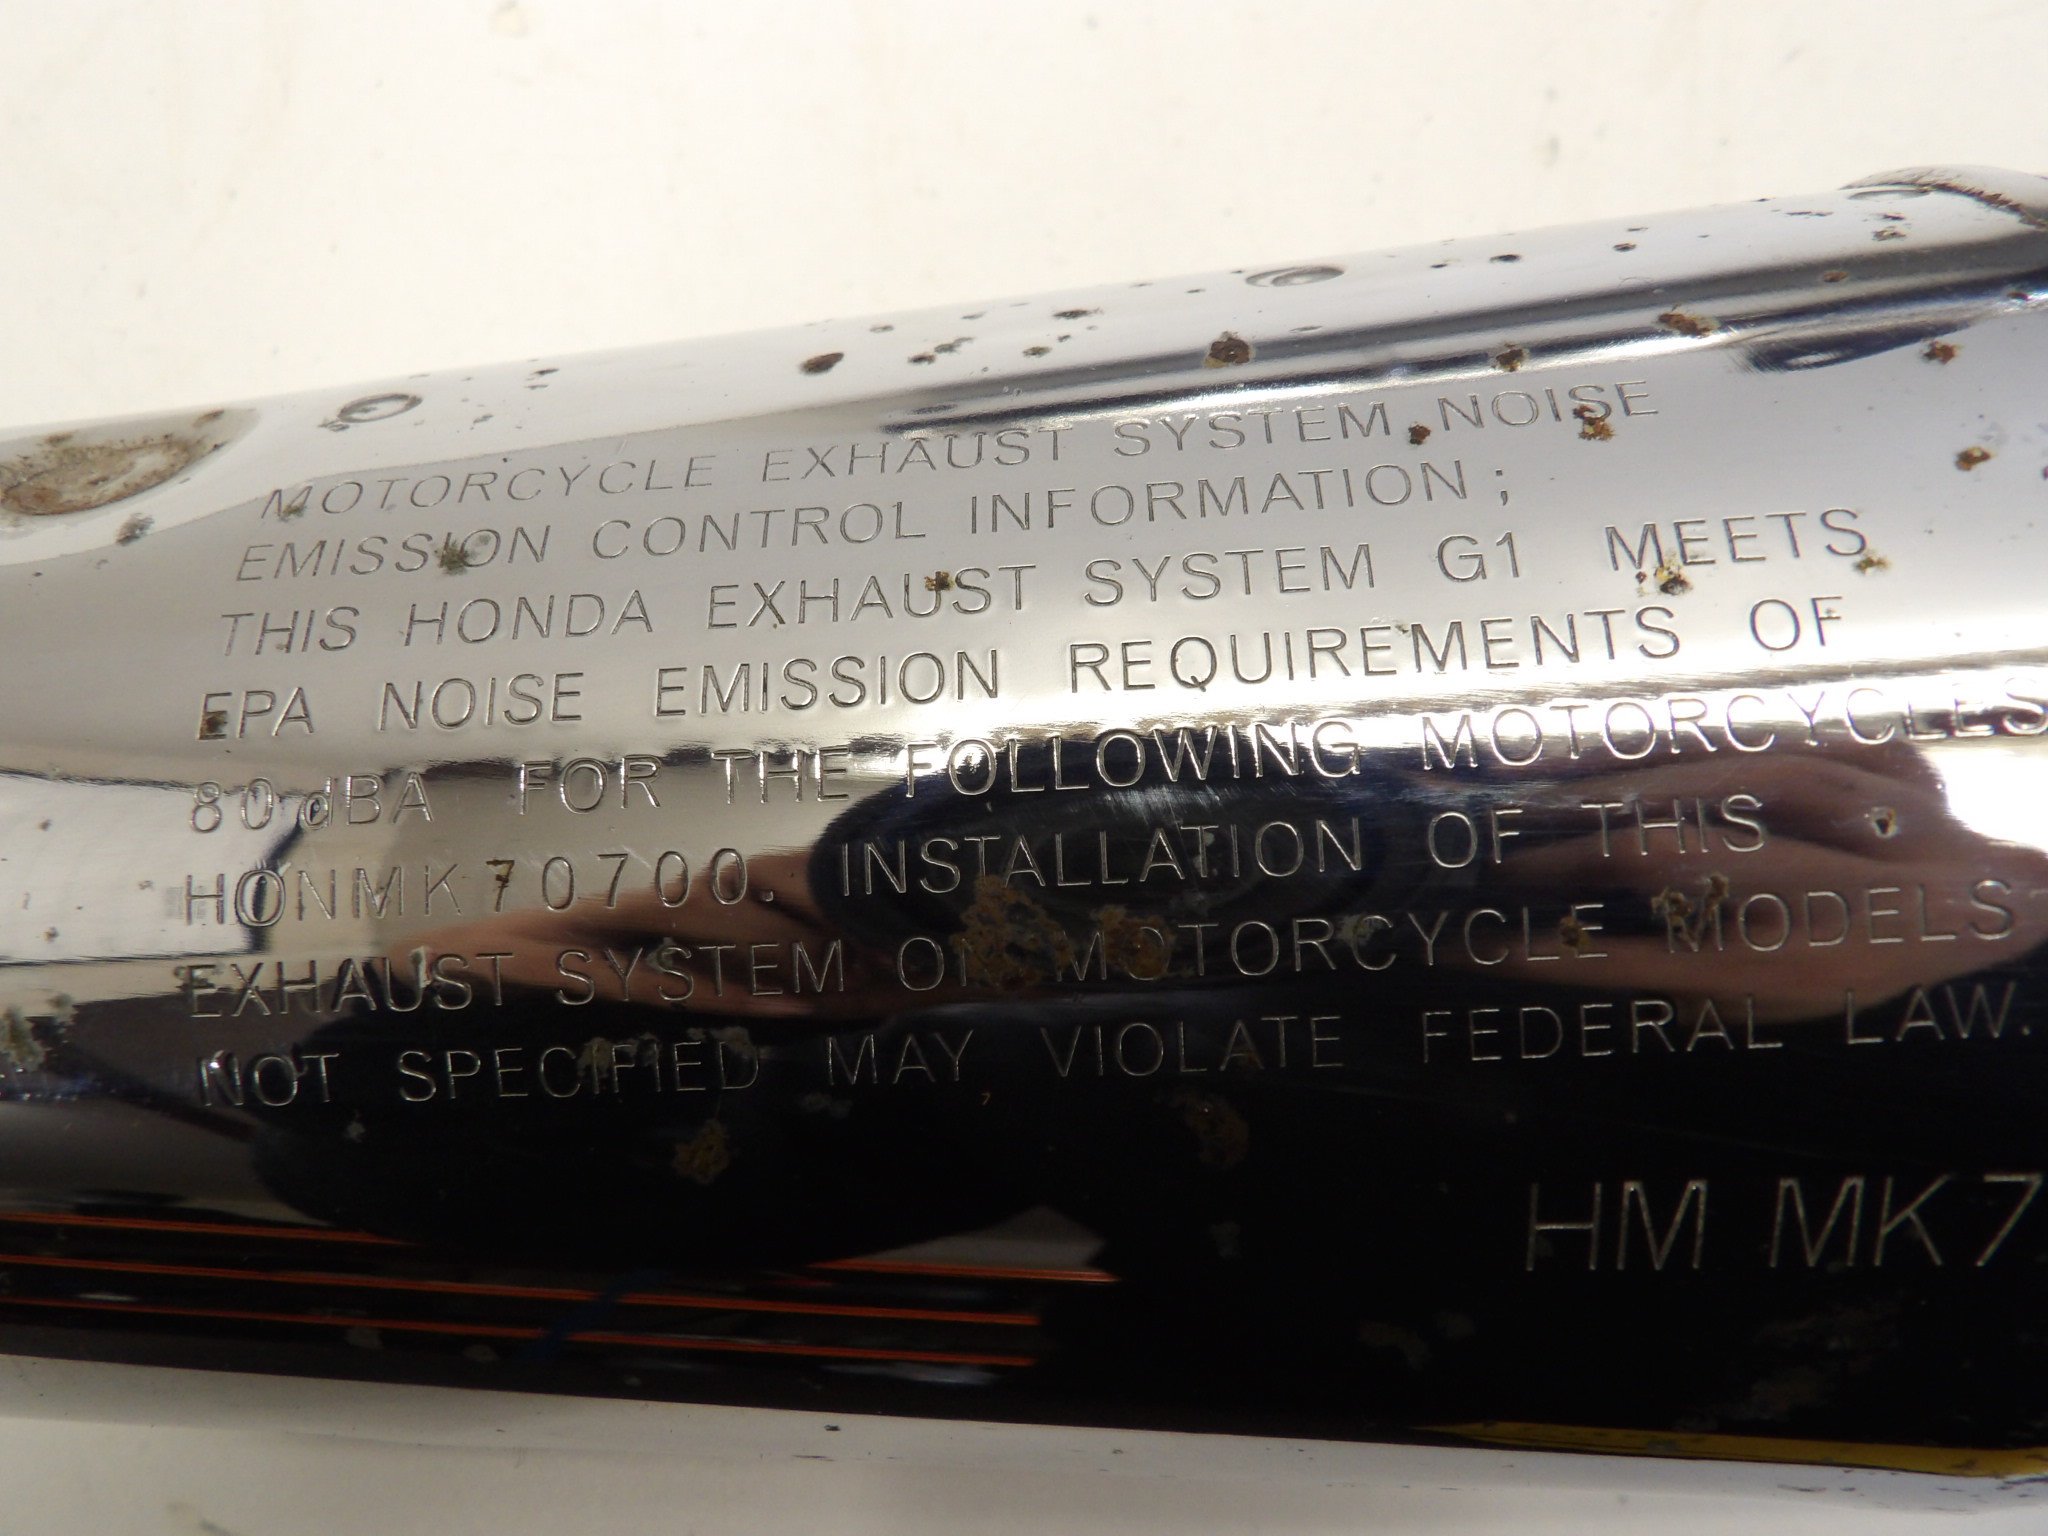 MOTORCYCLE EXHAUST SYSTEM NOISE
EMISSION CONTROL INFORMATION;
THIS HONDA EXHAUST SYSTEM G1 MEETS
EPA NOISE EMISSION REQUIREMENTS OF
80dBA FOR THE FOLLOWING MOTORCYCLES
HONMK70700. INSTALLATION OF THIS
EXHAUST SYSTEM ON MOTORCYCLE MODELS
NOT SPECIFIED MAY VIOLATE FEDERAL LAW.
HM MK7